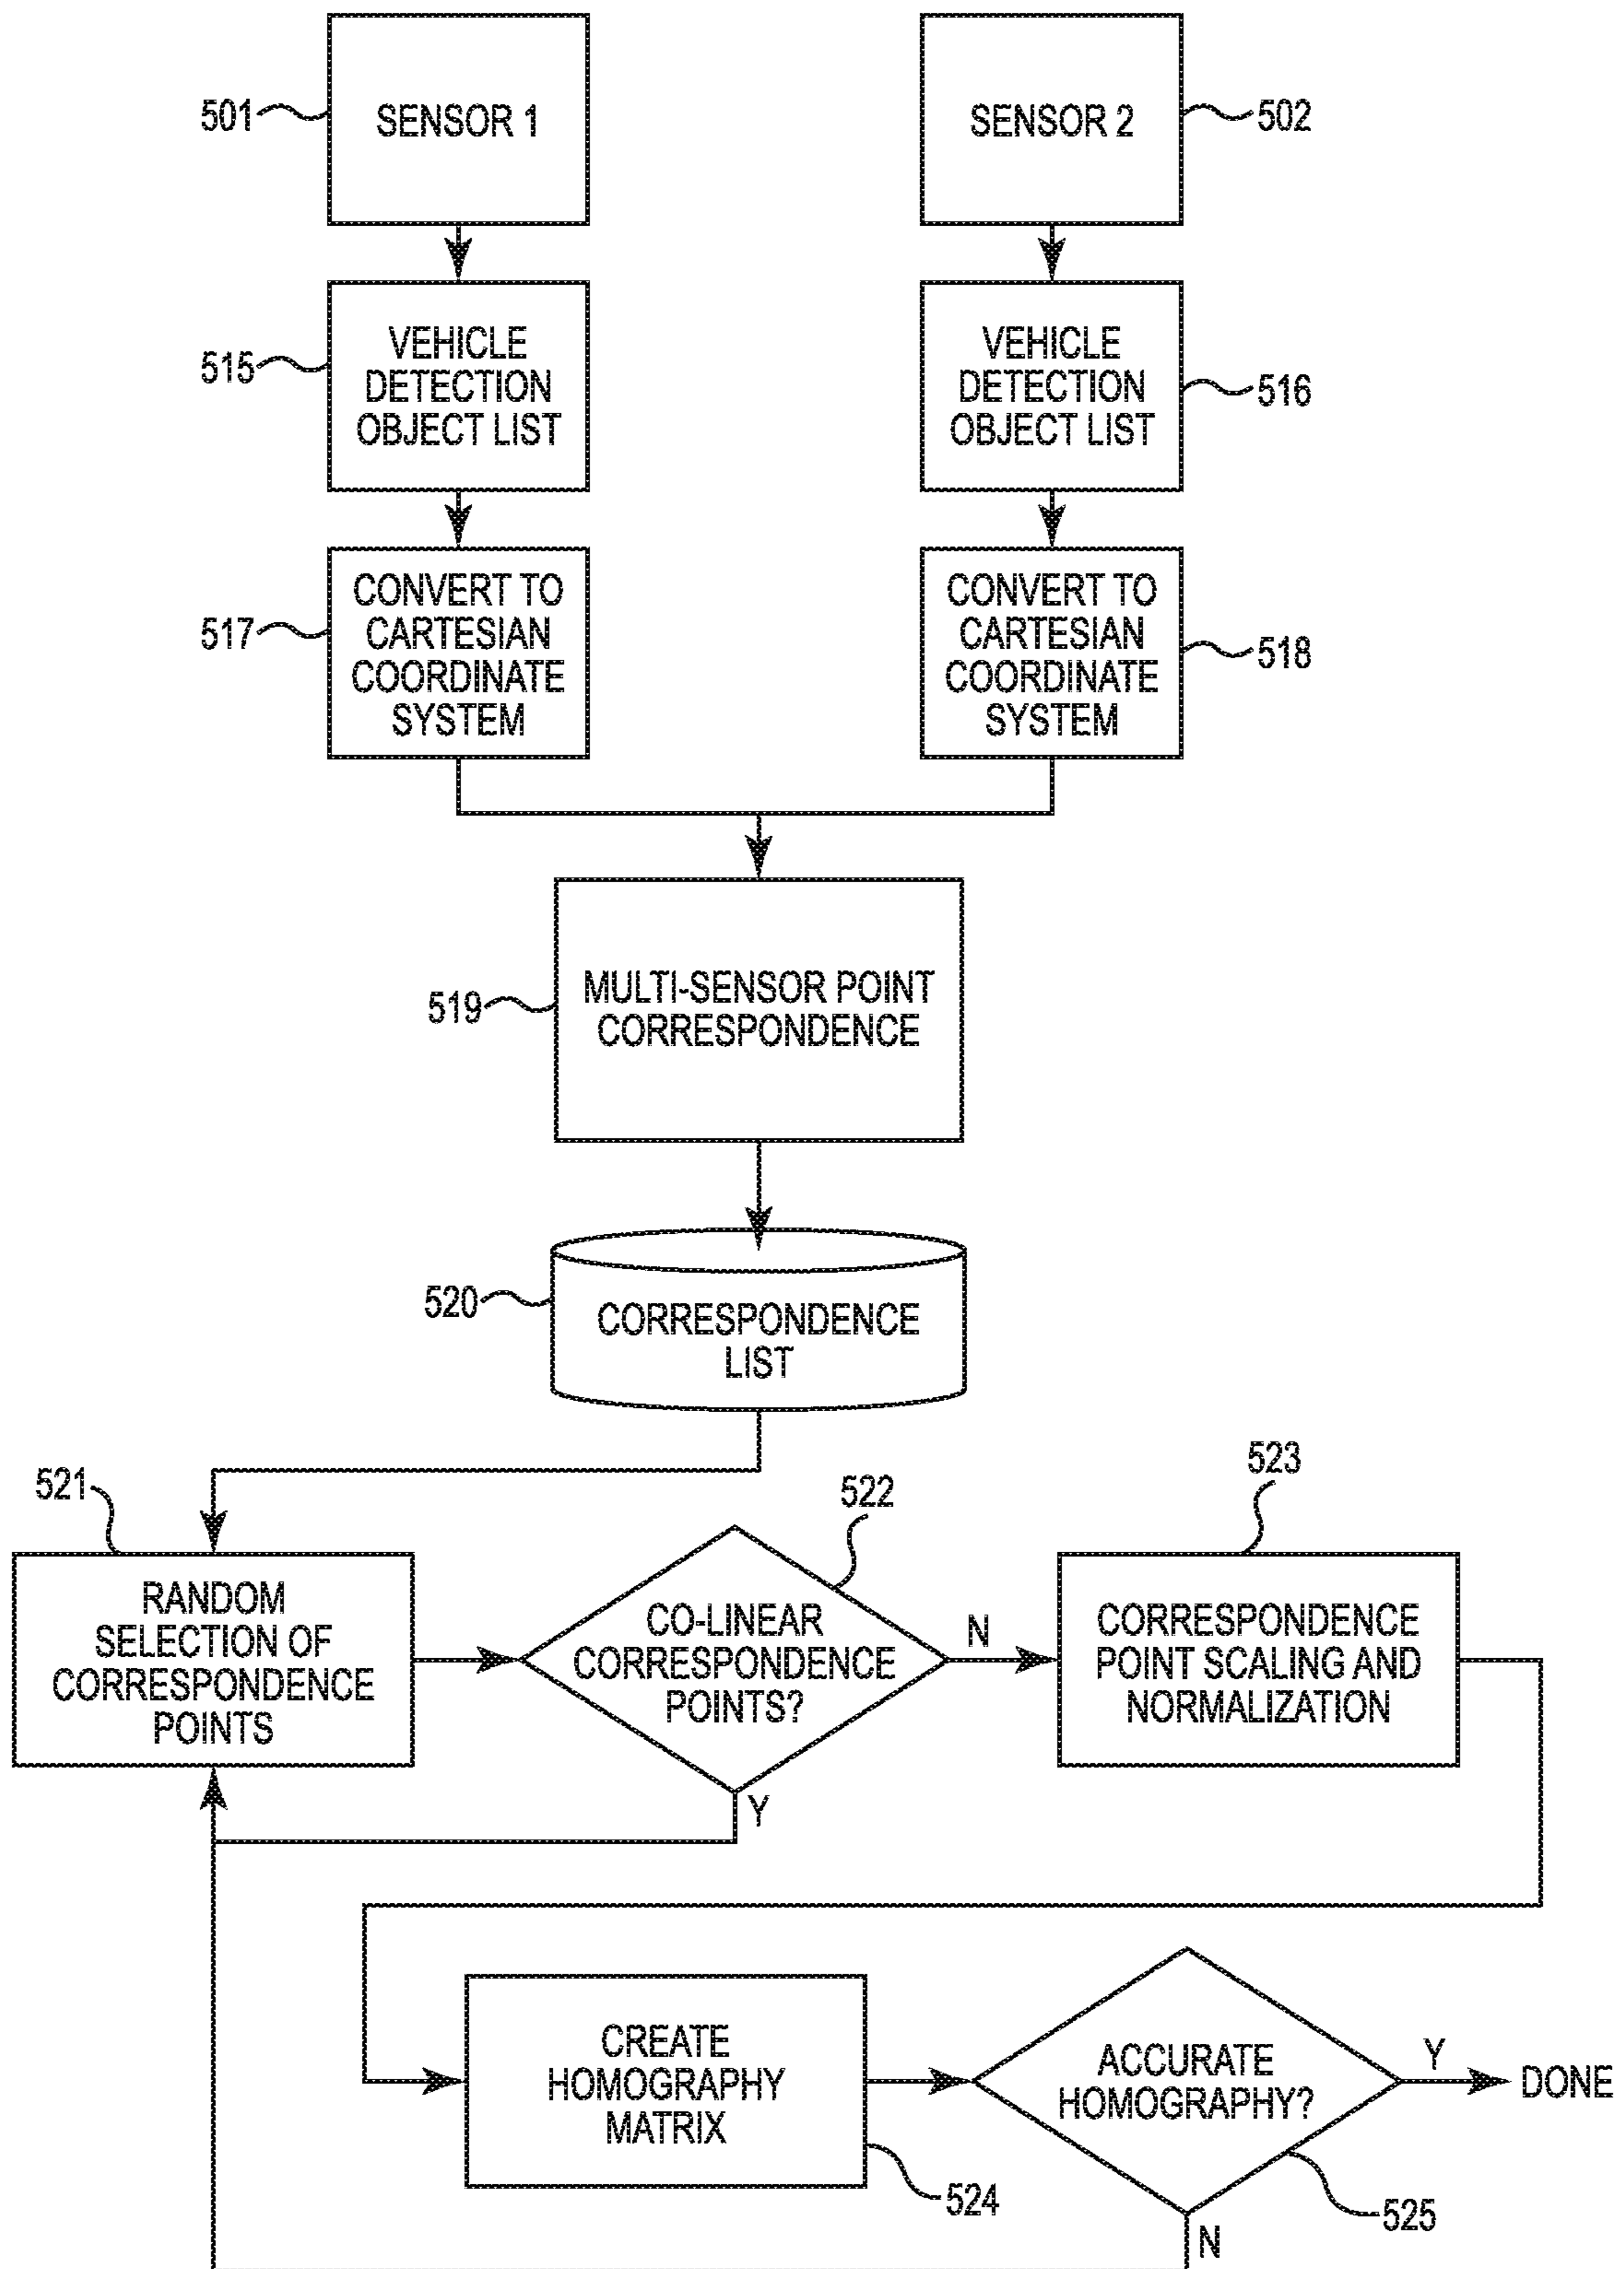 501
SENSOR 1
SENSOR 2
502
515
VEHICLE
DETECTION
OBJECT LIST
VEHICLE
DETECTION
OBJECT LIST
516
517
CONVERT TO
CARTESIAN
COORDINATE
SYSTEM
CONVERT TO
CARTESIAN
COORDINATE
SYSTEM
518
519
MULTI-SENSOR POINT
CORRESPONDENCE
520
CORRESPONDENCE
LIST
521
RANDOM
SELECTION OF
CORRESPONDENCE
POINTS
522
CO-LINEAR
CORRESPONDENCE
POINTS?
N
Y
523
CORRESPONDENCE
POINT SCALING AND
NORMALIZATION
CREATE
HOMOGRAPHY
MATRIX
524
ACCURATE
HOMOGRAPHY?
Y
DONE
525
N